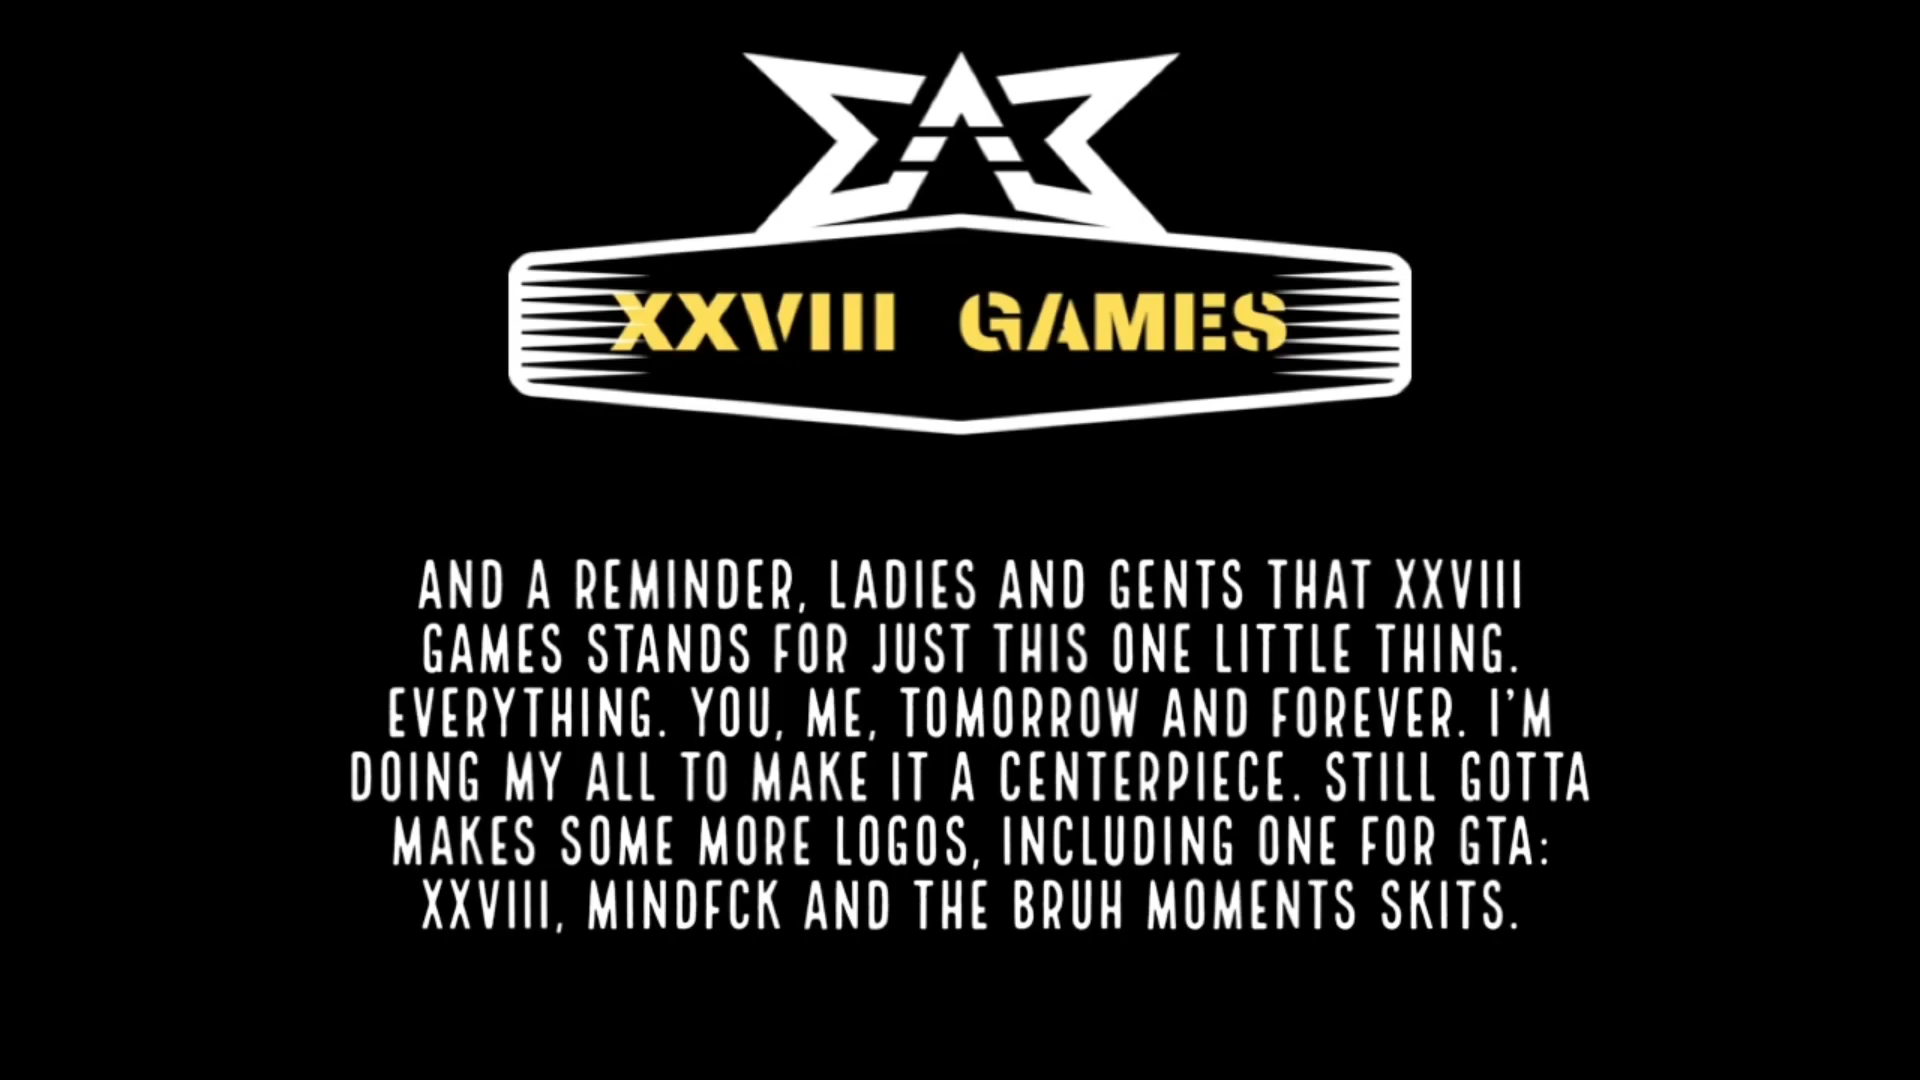 XXVIII GAMES
AND A REMINDER, LADIES AND GENTS THAT XXVIII
GAMES STANDS FOR JUST THIS ONE LITTLE THING.
EVERYTHING. YOU, ME, TOMORROW AND FOREVER. I'M
DOING MY ALL TO MAKE IT A CENTERPIECE. STILL GOTTA
MAKES SOME MORE LOGOS, INCLUDING ONE FOR GTA:
XXVIII, MINDFCK AND THE BRUH MOMENTS SKITS.